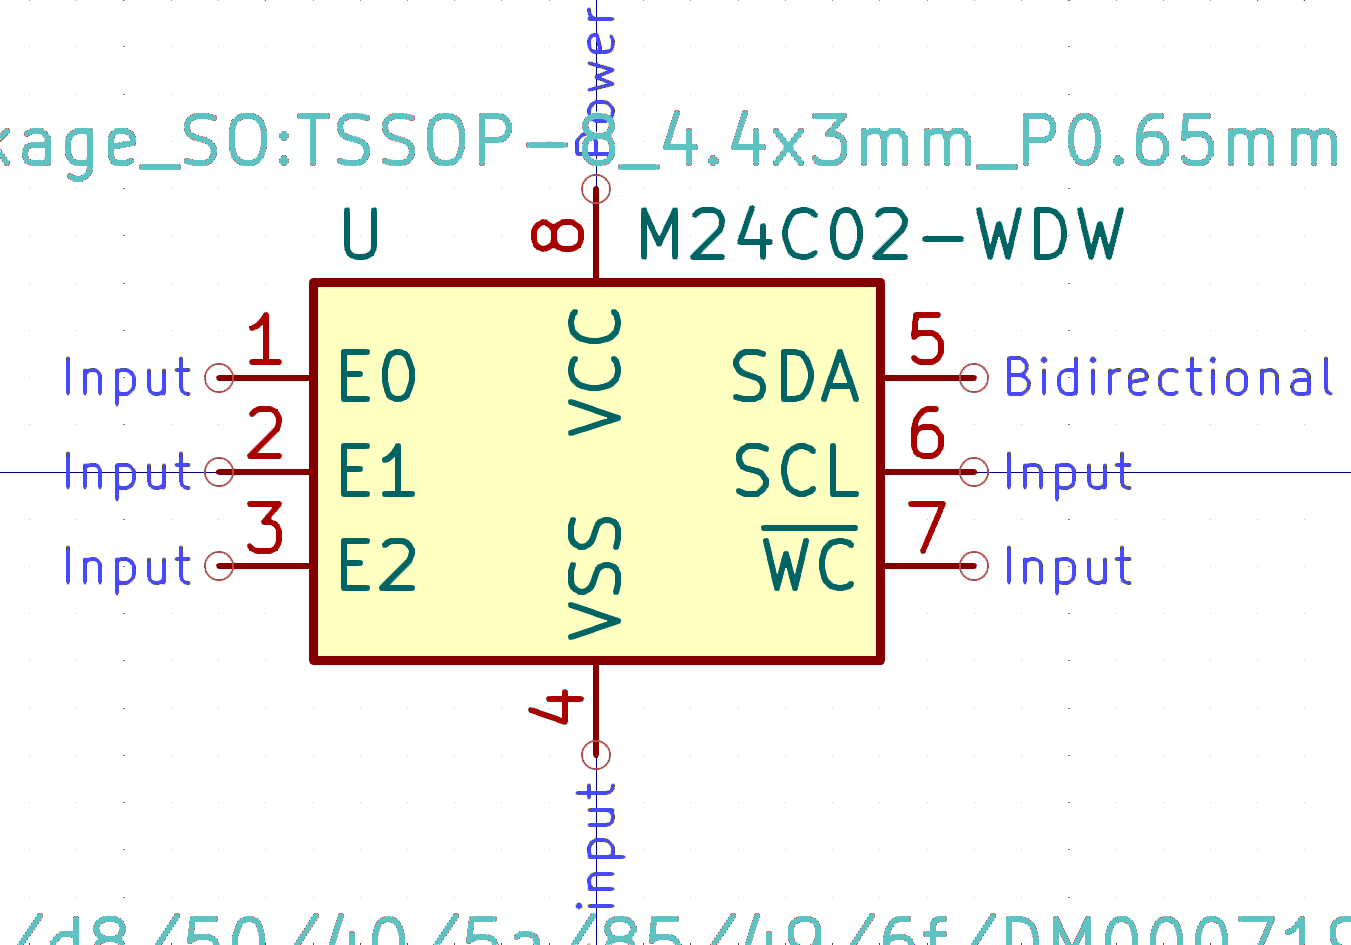 Power
kage_SO:TSSOP-8_4.4x3mm_P0.65mm
U 8 M24C02-WDW
VCC
Input 1 E0 SDA 5 Bidirectional
Input 2 E1 SCL 6 Input
Input 3 E2 WC 7 Input
VSS
4
input
/d8/50/40/5a/85/49/6f/DM000719